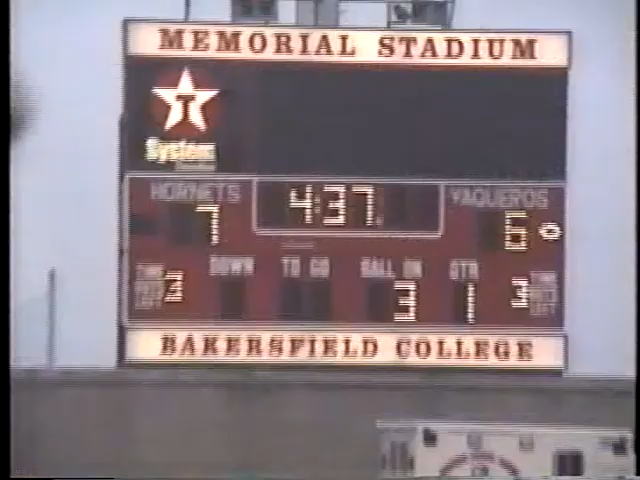 MEMORIAL STADIUM
T
System
HORNETS 4:37 YAQUEROS
7 6
DOWN TO GO BALL ON QTR
TIME OUTS LEFT 3 3 1 3 TIME OUTS LEFT
BAKERSFIELD COLLEGE